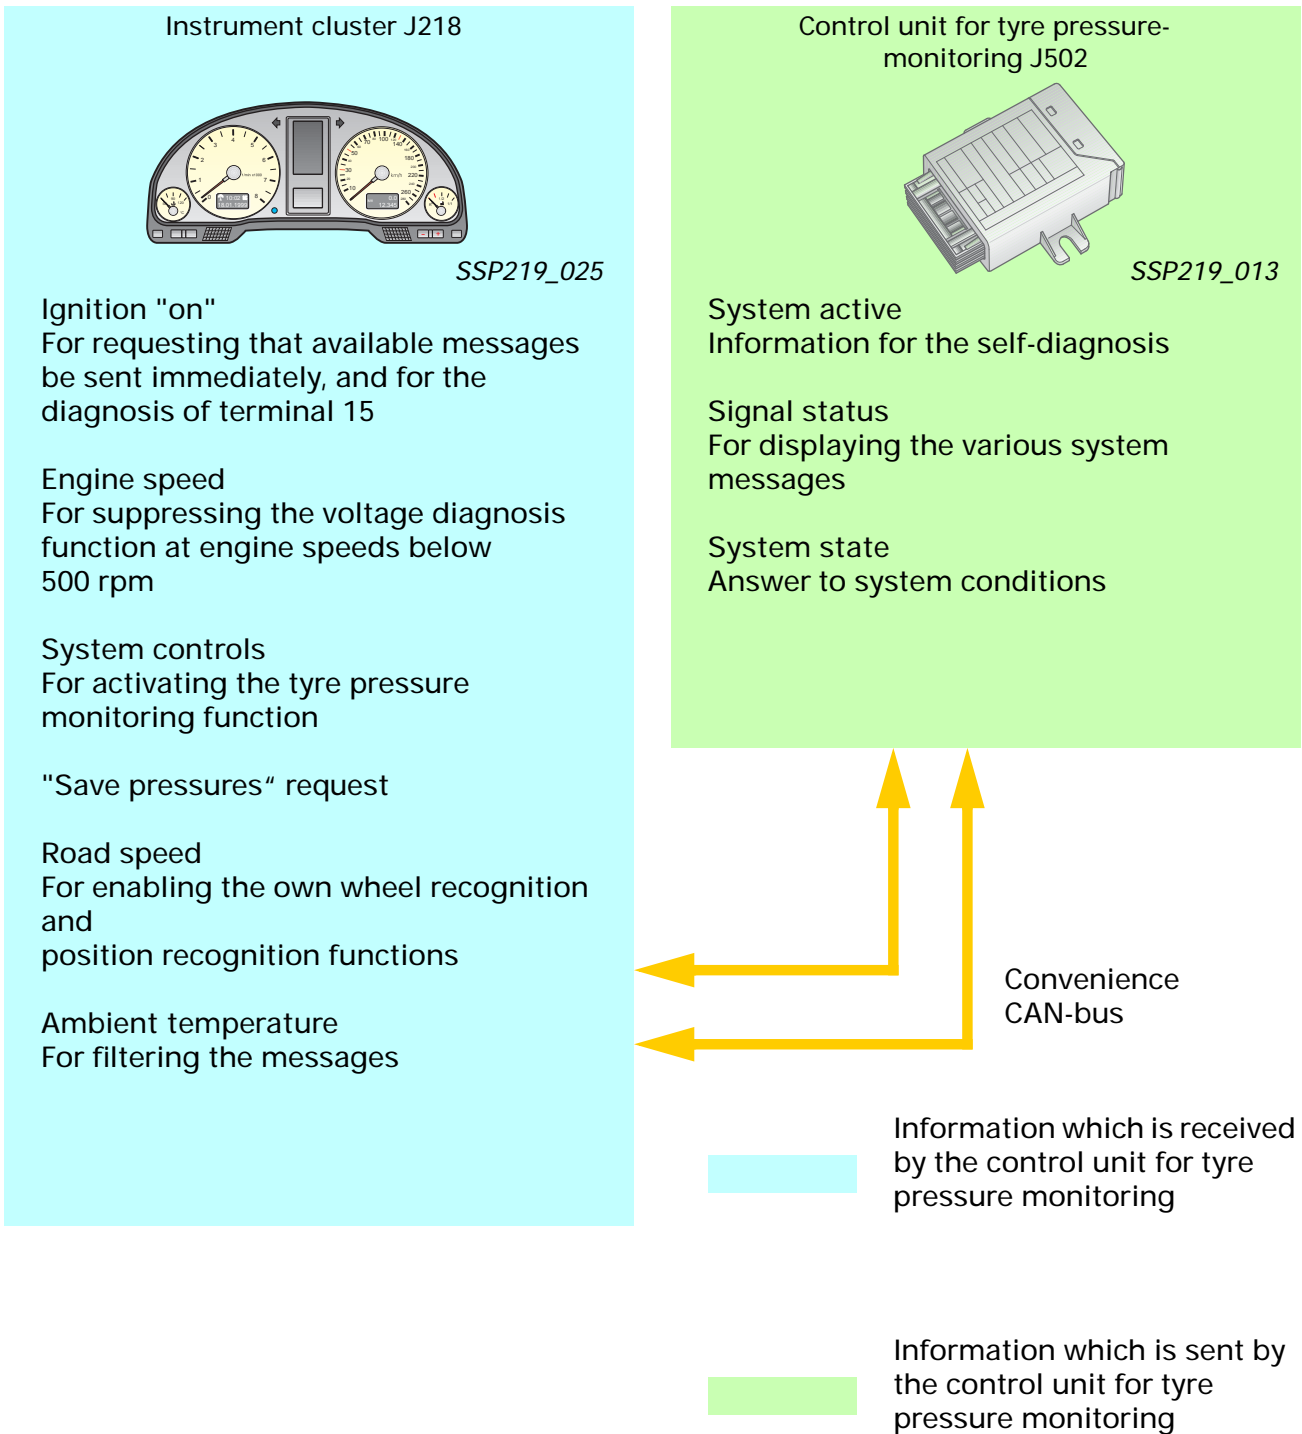 Instrument cluster J218
SSP219_025
Ignition "on"
For requesting that available messages
be sent immediately, and for the
diagnosis of terminal 15
Engine speed
For suppressing the voltage diagnosis
function at engine speeds below
500 rpm
System controls
For activating the tyre pressure
monitoring function
"Save pressures“ request
Road speed
For enabling the own wheel recognition
and
position recognition functions
Ambient temperature
For filtering the messages
Control unit for tyre pressure-
monitoring J502
SSP219_013
System active
Information for the self-diagnosis
Signal status
For displaying the various system
messages
System state
Answer to system conditions
Convenience
CAN-bus
Information which is received
by the control unit for tyre
pressure monitoring
Information which is sent by
the control unit for tyre
pressure monitoring